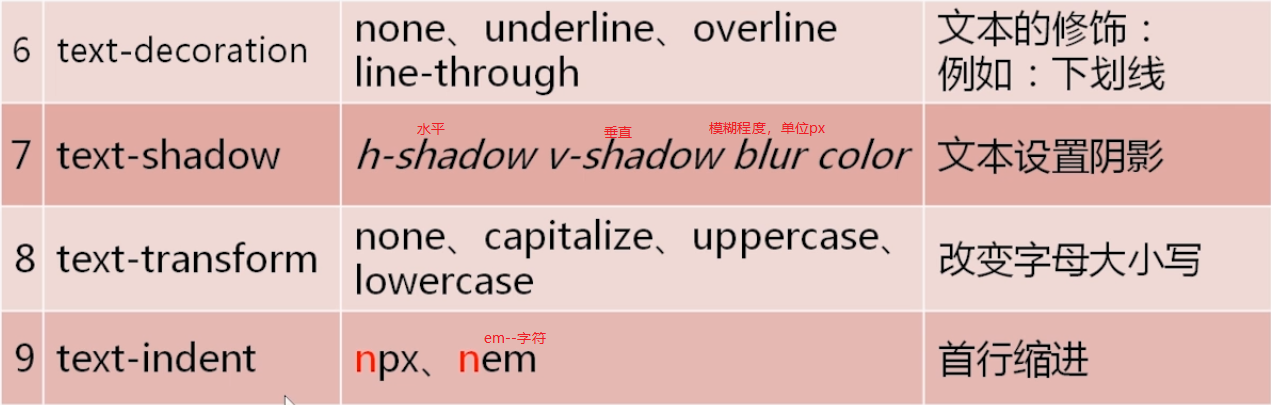 6 text-decoration none、underline、overline 文本的修饰：
line-through 例如：下划线
水平 垂直 模糊程度，单位px
7 text-shadow h-shadow v-shadow blur color 文本设置阴影
8 text-transform none、capitalize、uppercase、 改变字母大小写
lowercase
em--字符
9 text-indent npx、nem 首行缩进